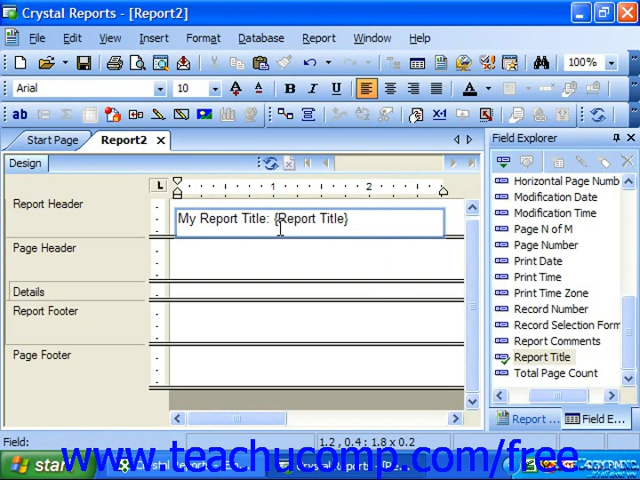 Crystal Reports - [Report2]
File Edit View Insert Format Database Report Window Help
100%
Arial 10 B I U A
ab
Start Page Report2
Field Explorer
Design
L 1 2
Report Header
My Report Title: {Report Title}
Page Header
Details
Report Footer
Page Footer
Horizontal Page Numb
Modification Date
Modification Time
Page N of M
Page Number
Print Date
Print Time
Print Time Zone
Record Number
Record Selection Form
Report Comments
Report Title
Total Page Count
Report ... Field E...
Field: 1.2 , 0.4 : 1.8 x 0.2
start
www.teachucomp.com/free